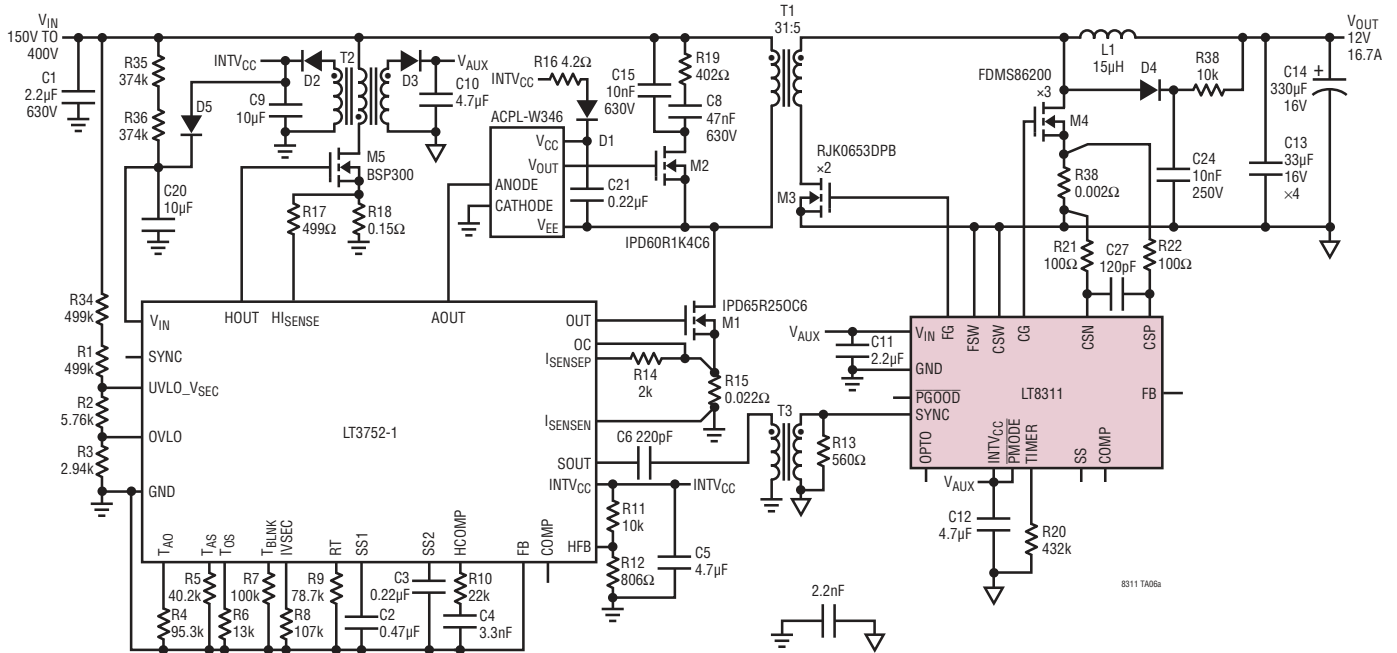 VIN
150V TO
400V
C1
2.2µF
630V
R35
374k
R36
374k
D5
C20
10µF
INTVCC
D2
T2
D3
VAUX
C9
10µF
C10
4.7µF
M5
BSP300
R17
499Ω
R18
0.15Ω
R16 4.2Ω
INTVCC
ACPL-W346
VCC
VOUT
ANODE
CATHODE
VEE
D1
C21
0.22µF
C15
10nF
630V
R19
402Ω
C8
47nF
630V
M2
IPD60R1K4C6
T1
31:5
RJK0653DPB
×2
M3
L1
15µH
FDMS86200
×3
M4
D4
R38
10k
VOUT
12V
16.7A
C14
330µF
16V
+
C13
33µF
16V
×4
C24
10nF
250V
R38
0.002Ω
R21
100Ω
C27
120pF
R22
100Ω
R34
499k
R1
499k
R2
5.76k
R3
2.94k
VIN
SYNC
UVLO_VSEC
OVLO
GND
HOUT
HISENSE
AOUT
OUT
OC
ISENSEP
ISENSEN
SOUT
INTVCC
HFB
LT3752-1
TAO
TAS
TOS
TBLNK
IVSEC
RT
SS1
SS2
HCOMP
FB
COMP
R4
95.3k
R5
40.2k
R6
13k
R7
100k
R8
107k
R9
78.7k
C2
0.47µF
C3
0.22µF
R10
22k
C4
3.3nF
IPD65R25OC6
M1
R14
2k
R15
0.022Ω
C6 220pF
T3
R13
560Ω
INTVCC
R11
10k
R12
806Ω
C5
4.7µF
VAUX
C11
2.2µF
VIN
FG
FSW
CSW
CG
CSN
CSP
GND
PGOOD
SYNC
LT8311
FB
OPTO
INTVCC
PMODE
TIMER
SS
COMP
VAUX
C12
4.7µF
R20
432k
2.2nF
8311 TA06a